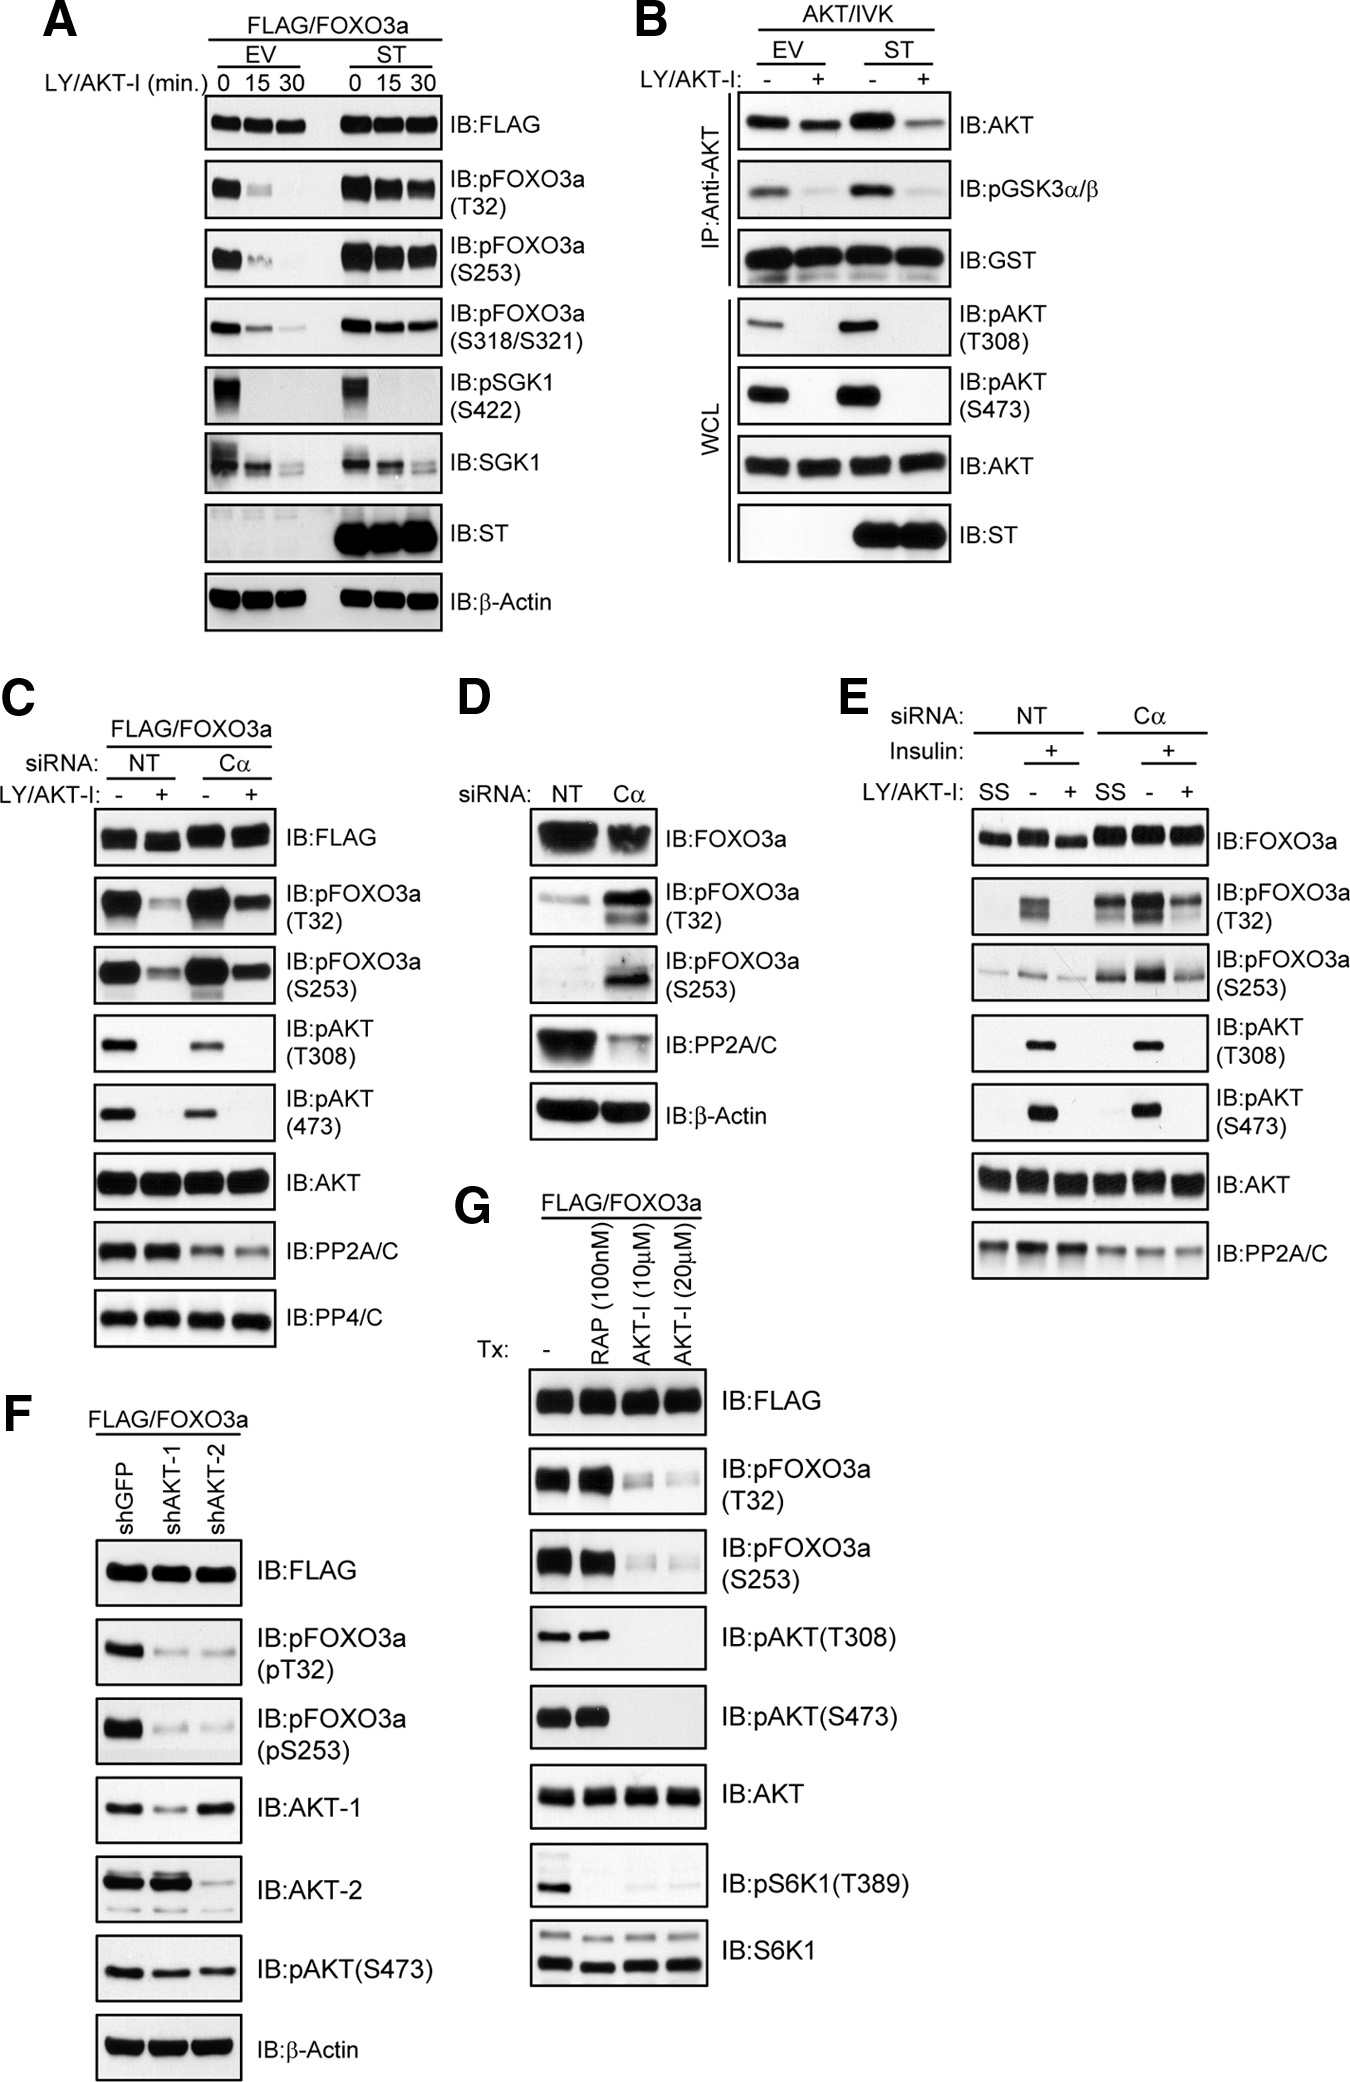 A
FLAG/FOXO3a
EV ST
LY/AKT-I (min.) 0 15 30 0 15 30
IB:FLAG
IB:pFOXO3a
(T32)
IB:pFOXO3a
(S253)
IB:pFOXO3a
(S318/S321)
IB:pSGK1
(S422)
IB:SGK1
IB:ST
IB:β-Actin
B
AKT/IVK
EV ST
LY/AKT-I: - + - +
IP:Anti-AKT
IB:AKT
IB:pGSK3α/β
IB:GST
WCL
IB:pAKT
(T308)
IB:pAKT
(S473)
IB:AKT
IB:ST
C
FLAG/FOXO3a
siRNA: NT Cα
LY/AKT-I: - + - +
IB:FLAG
IB:pFOXO3a
(T32)
IB:pFOXO3a
(S253)
IB:pAKT
(T308)
IB:pAKT
(473)
IB:AKT
IB:PP2A/C
IB:PP4/C
D
siRNA: NT Cα
IB:FOXO3a
IB:pFOXO3a
(T32)
IB:pFOXO3a
(S253)
IB:PP2A/C
IB:β-Actin
E
siRNA: NT Cα
Insulin: + +
LY/AKT-I: SS - + SS - +
IB:FOXO3a
IB:pFOXO3a
(T32)
IB:pFOXO3a
(S253)
IB:pAKT
(T308)
IB:pAKT
(S473)
IB:AKT
IB:PP2A/C
F
FLAG/FOXO3a
shGFP
shAKT-1
shAKT-2
IB:FLAG
IB:pFOXO3a
(pT32)
IB:pFOXO3a
(pS253)
IB:AKT-1
IB:AKT-2
IB:pAKT(S473)
IB:β-Actin
G
FLAG/FOXO3a
Tx: -
RAP (100nM)
AKT-I (10μM)
AKT-I (20μM)
IB:FLAG
IB:pFOXO3a
(T32)
IB:pFOXO3a
(S253)
IB:pAKT(T308)
IB:pAKT(S473)
IB:AKT
IB:pS6K1(T389)
IB:S6K1